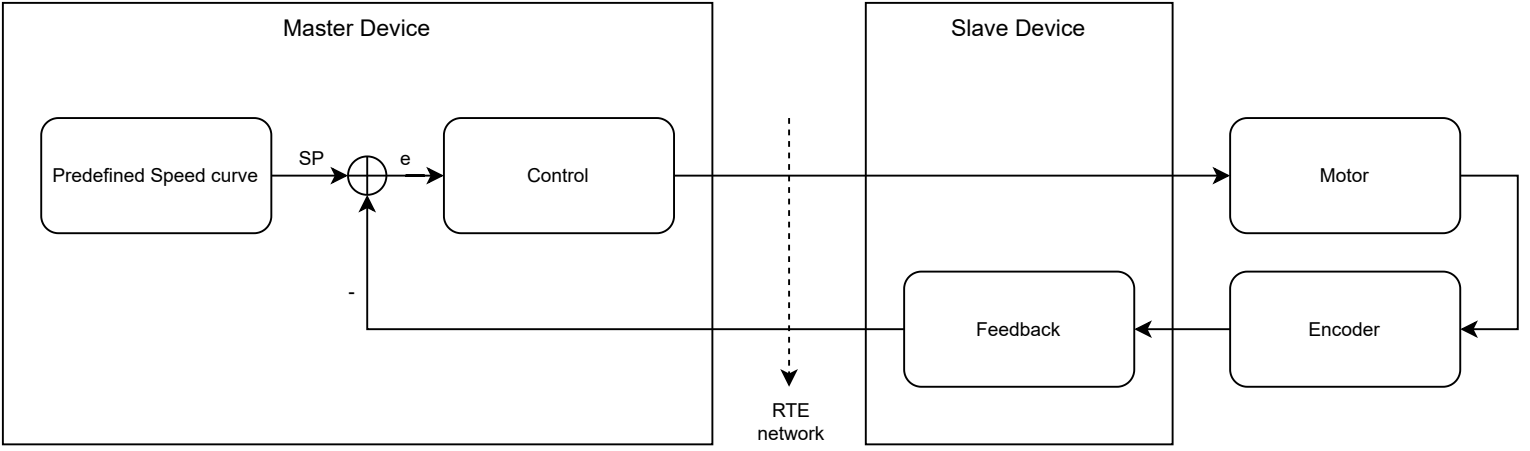 Master Device
Slave Device
Predefined Speed curve
SP
e
Control
Motor
-
Feedback
Encoder
RTE
network